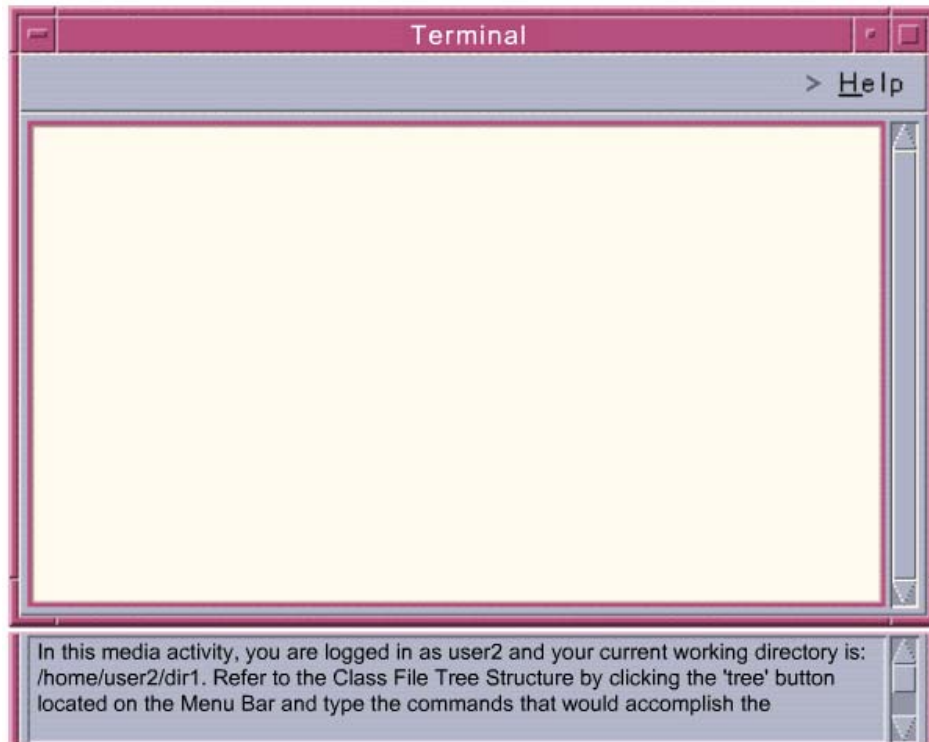 Terminal
> Help
In this media activity, you are logged in as user2 and your current working directory is:
/home/user2/dir1. Refer to the Class File Tree Structure by clicking the 'tree' button
located on the Menu Bar and type the commands that would accomplish the